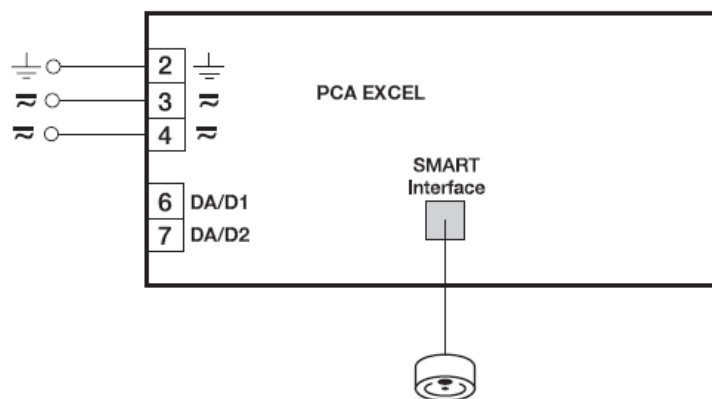 2
PCA EXCEL
3
4
SMART
Interface
6 DA/D1
7 DA/D2